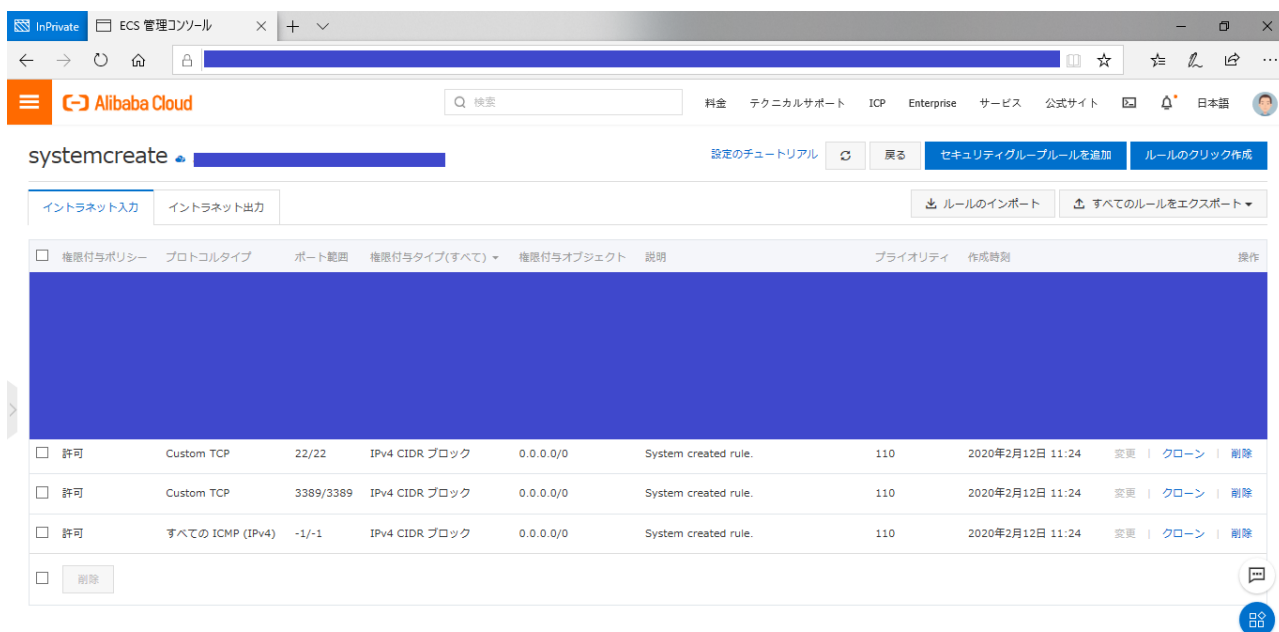 InPrivate ECS 管理コンソール
Alibaba Cloud 検索 料金 テクニカルサポート ICP Enterprise サービス 公式サイト 日本語
systemcreate 設定のチュートリアル 戻る セキュリティグループルールを追加 ルールのクリック作成
イントラネット入力 イントラネット出力 ルールのインポート すべてのルールをエクスポート
権限付与ポリシー プロトコルタイプ ポート範囲 権限付与タイプ(すべて) 権限付与オブジェクト 説明 プライオリティ 作成時刻 操作
許可 Custom TCP 22/22 IPv4 CIDR ブロック 0.0.0.0/0 System created rule. 110 2020年2月12日 11:24 変更 | クローン | 削除
許可 Custom TCP 3389/3389 IPv4 CIDR ブロック 0.0.0.0/0 System created rule. 110 2020年2月12日 11:24 変更 | クローン | 削除
許可 すべての ICMP (IPv4) -1/-1 IPv4 CIDR ブロック 0.0.0.0/0 System created rule. 110 2020年2月12日 11:24 変更 | クローン | 削除
削除